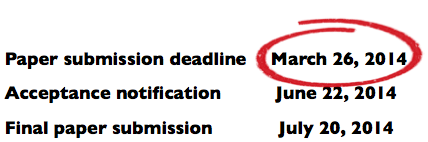 Paper submission deadline March 26, 2014
Acceptance notification June 22, 2014
Final paper submission July 20, 2014